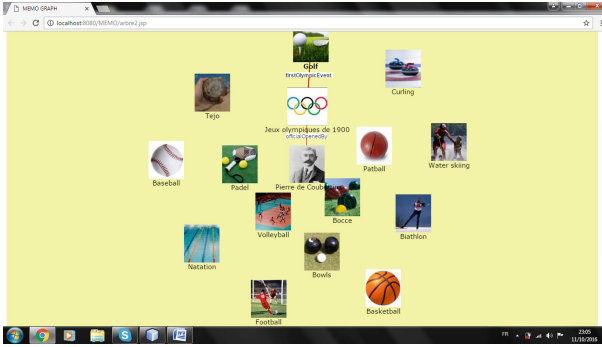 MEMO GRAPH
localhost:8080/MEMO/arbre2.jsp
Golf
firstOlympicEvent
Curling
Tejo
Jeux olympiques de 1900
officialOpenedBy
Baseball
Padel
Pierre de Coubertin
Patball
Water skiing
Bocce
Volleyball
Biathlon
Natation
Bowls
Football
Basketball
FR
23:05
11/10/2016